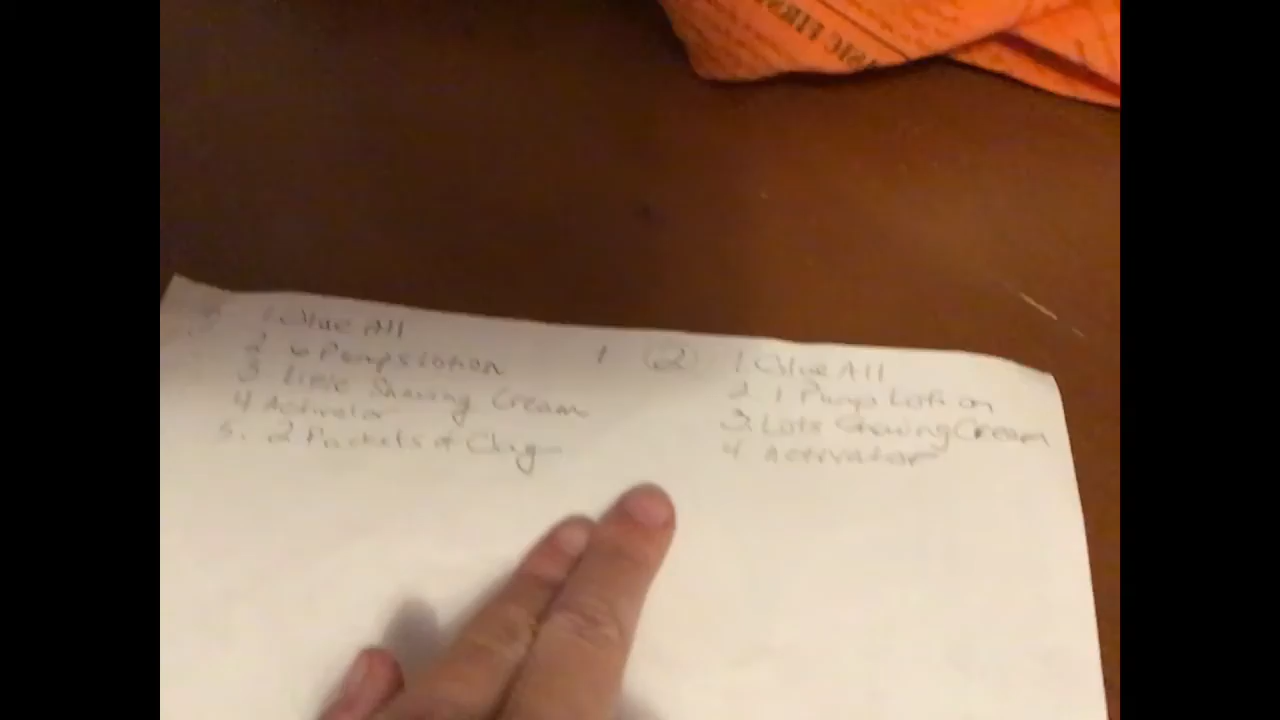 1. Glue All
2 6 Pumps Lotion
3 Little Shaving Cream
4 Activator
5. 2 Packets of Clay
2 1. Glue All
2. 1 Pump Lotion
3. Lots Shaving Cream
4 Activator